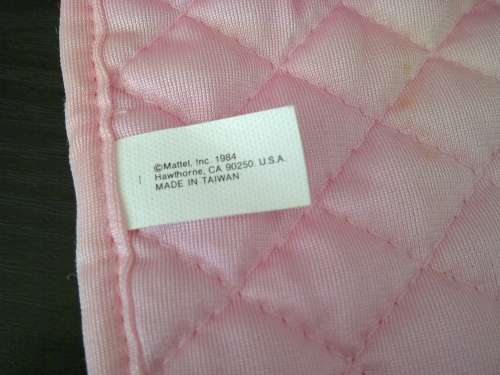 ©Mattel, Inc. 1984
Hawthorne, CA 90250. U.S.A.
MADE IN TAIWAN